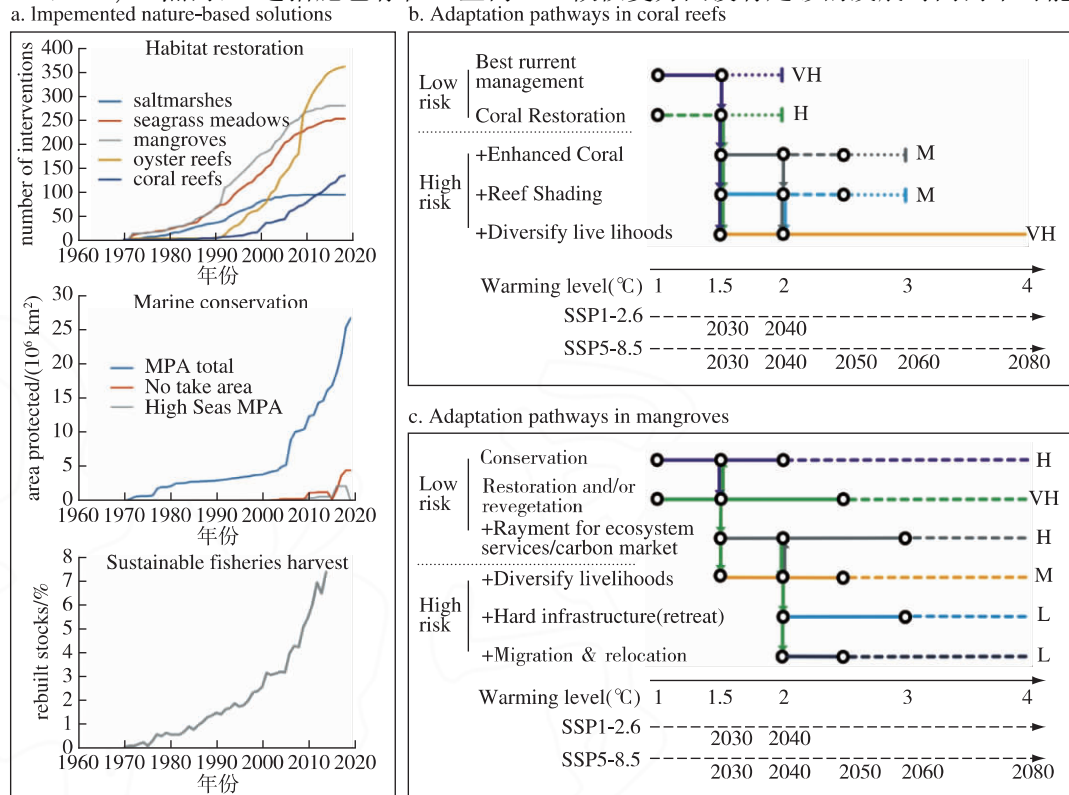 a. Impemented nature-based solutions
Habitat restoration
number of interventions
400
350
300
250
200
150
100
50
0
saltmarshes
seagrass meadows
mangroves
oyster reefs
coral reefs
1960 1970 1980 1990 2000 2010 2020
年份
Marine conservation
area protected/(10⁶ km²)
30
25
20
15
10
5
0
MPA total
No take area
High Seas MPA
1960 1970 1980 1990 2000 2010 2020
年份
Sustainable fisheries harvest
rebuilt stocks/%
8
7
6
5
4
3
2
1
0
1960 1970 1980 1990 2000 2010 2020
年份
b. Adaptation pathways in coral reefs
Low risk
Best rurrent management
VH
Coral Restoration
H
High risk
+Enhanced Coral
M
+Reef Shading
M
+Diversify live lihoods
VH
Warming level(℃)
1 1.5 2 3 4
SSP1-2.6
2030 2040
SSP5-8.5
2030 2040 2050 2060 2080
c. Adaptation pathways in mangroves
Low risk
Conservation
H
Restoration and/or revegetation
VH
+Rayment for ecosystem services/carbon market
H
High risk
+Diversify livelihoods
M
+Hard infrastructure(retreat)
L
+Migration & relocation
L
Warming level(℃)
1 1.5 2 3 4
SSP1-2.6
2030 2040
SSP5-8.5
2030 2040 2050 2060 2080